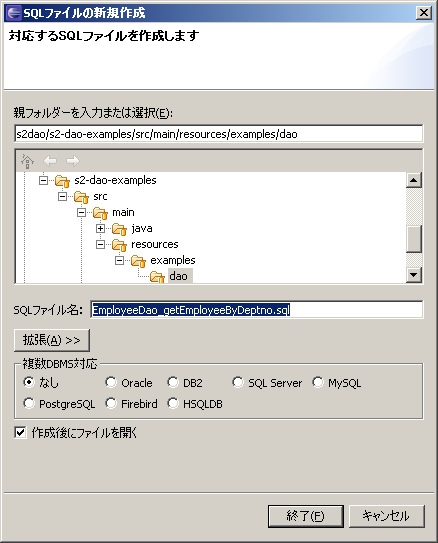 SQLファイルの新規作成
対応するSQLファイルを作成します
親フォルダーを入力または選択(E):
s2dao/s2-dao-examples/src/main/resources/examples/dao
s2-dao-examples
src
main
java
resources
examples
dao
SQLファイル名: EmployeeDao_getEmployeeByDeptno.sql
拡張(A) >>
複数DBMS対応
なし Oracle DB2 SQL Server MySQL
PostgreSQL Firebird HSQLDB
作成後にファイルを開く
終了(F) キャンセル